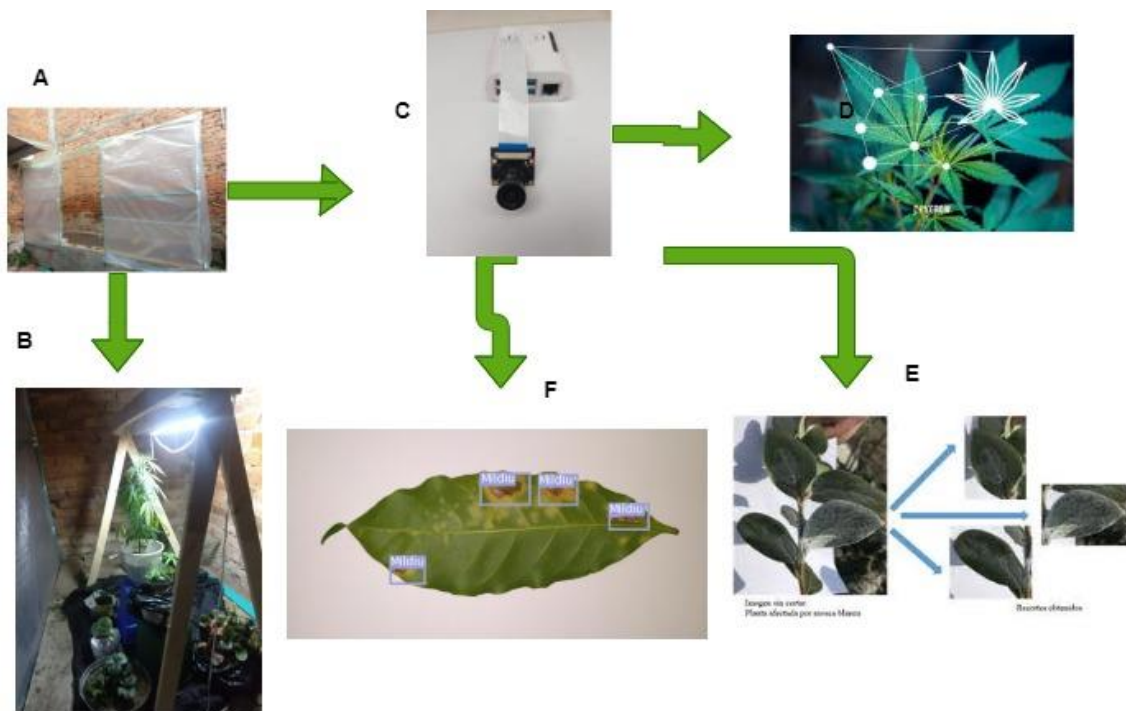 A
C
D
B
F
E
Mildiu
Mildiu
Mildiu
Mildiu
Imagen sin cortar
Planta afectada por mosca blanca
Recortes obtenidos